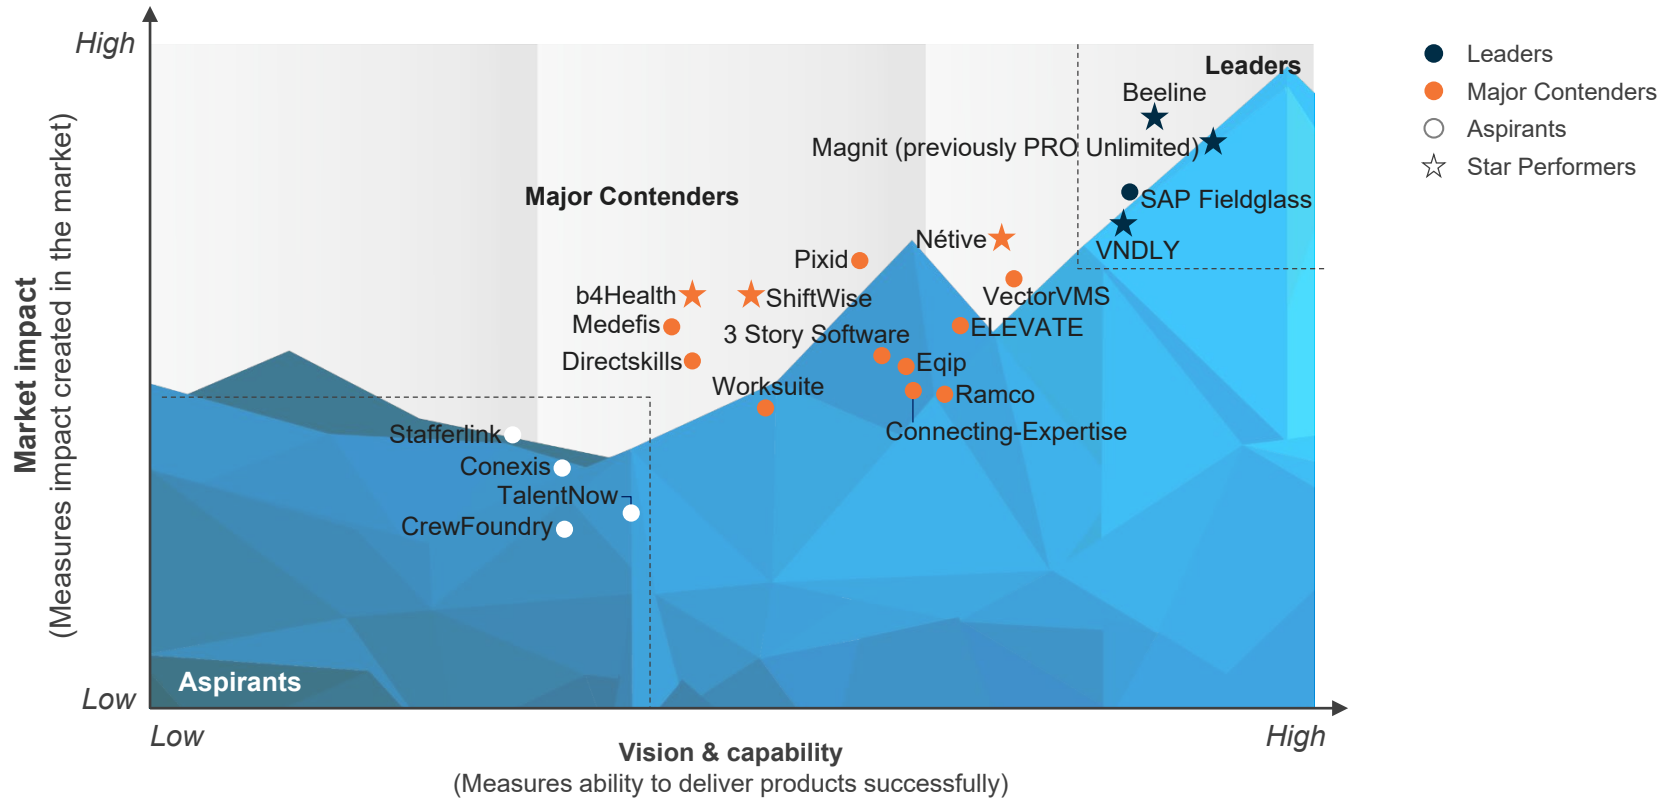 High
Leaders
Leaders
Beeline
Major Contenders
Aspirants
Magnit (previously PRO Unlimited)
Star Performers
Major Contenders
SAP Fieldglass
Nétive
VNDLY
Pixid
b4Health
ShiftWise
VectorVMS
Medefis
3 Story Software
ELEVATE
Directskills
Eqip
Worksuite
Ramco
Connecting-Expertise
Stafferlink
Conexis
TalentNow
CrewFoundry
Market impact
(Measures impact created in the market)
Aspirants
Low
Low
High
Vision & capability
(Measures ability to deliver products successfully)